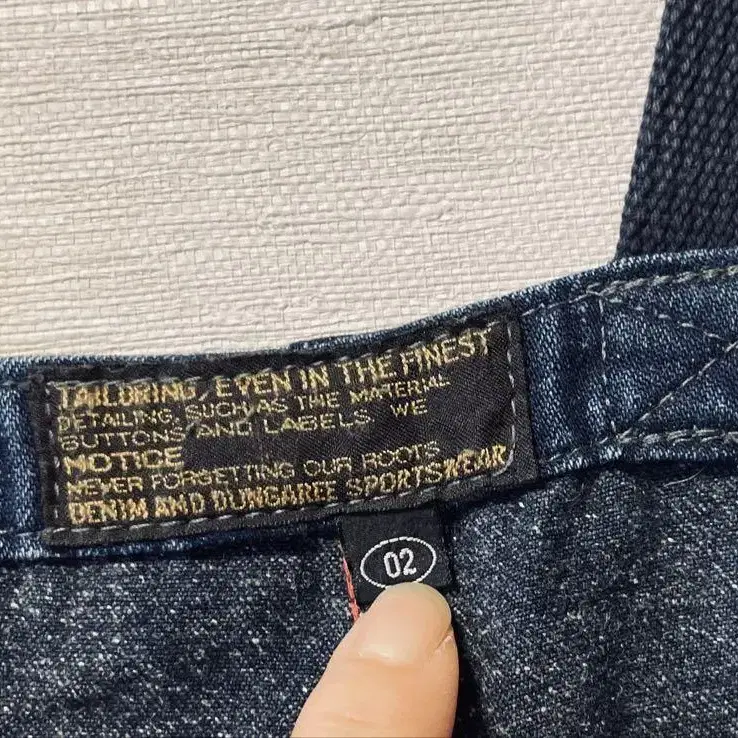 TAILORING, EVEN IN THE FINEST
DETAILING, SUCH AS THE MATERIAL
BUTTONS AND LABELS. WE
NOTICE
NEVER FORGETTING OUR ROOTS
DENIM AND DUNGAREE SPORTSWEAR
02